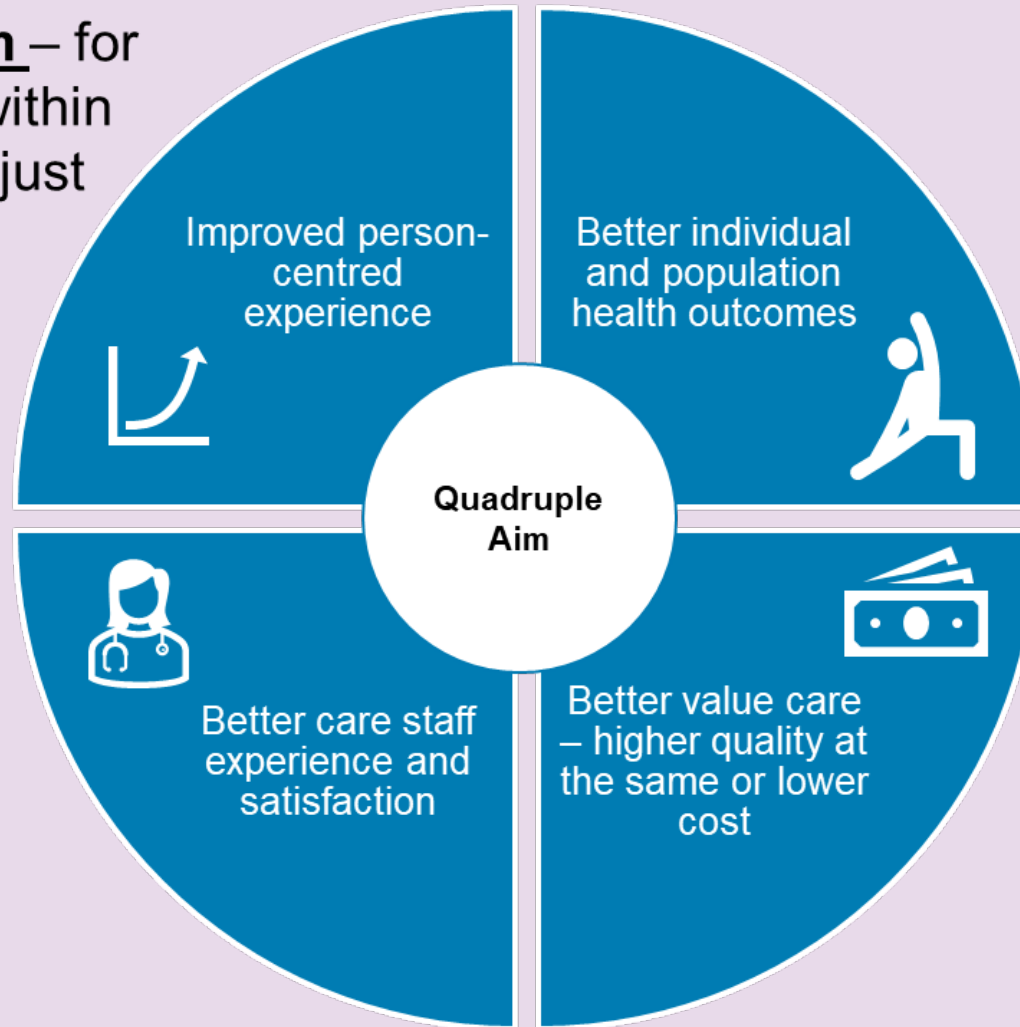 – for
within
just
Improved person-
centred
experience
Better individual
and population
health outcomes
Quadruple
Aim
Better care staff
experience and
satisfaction
Better value care
– higher quality at
the same or lower
cost